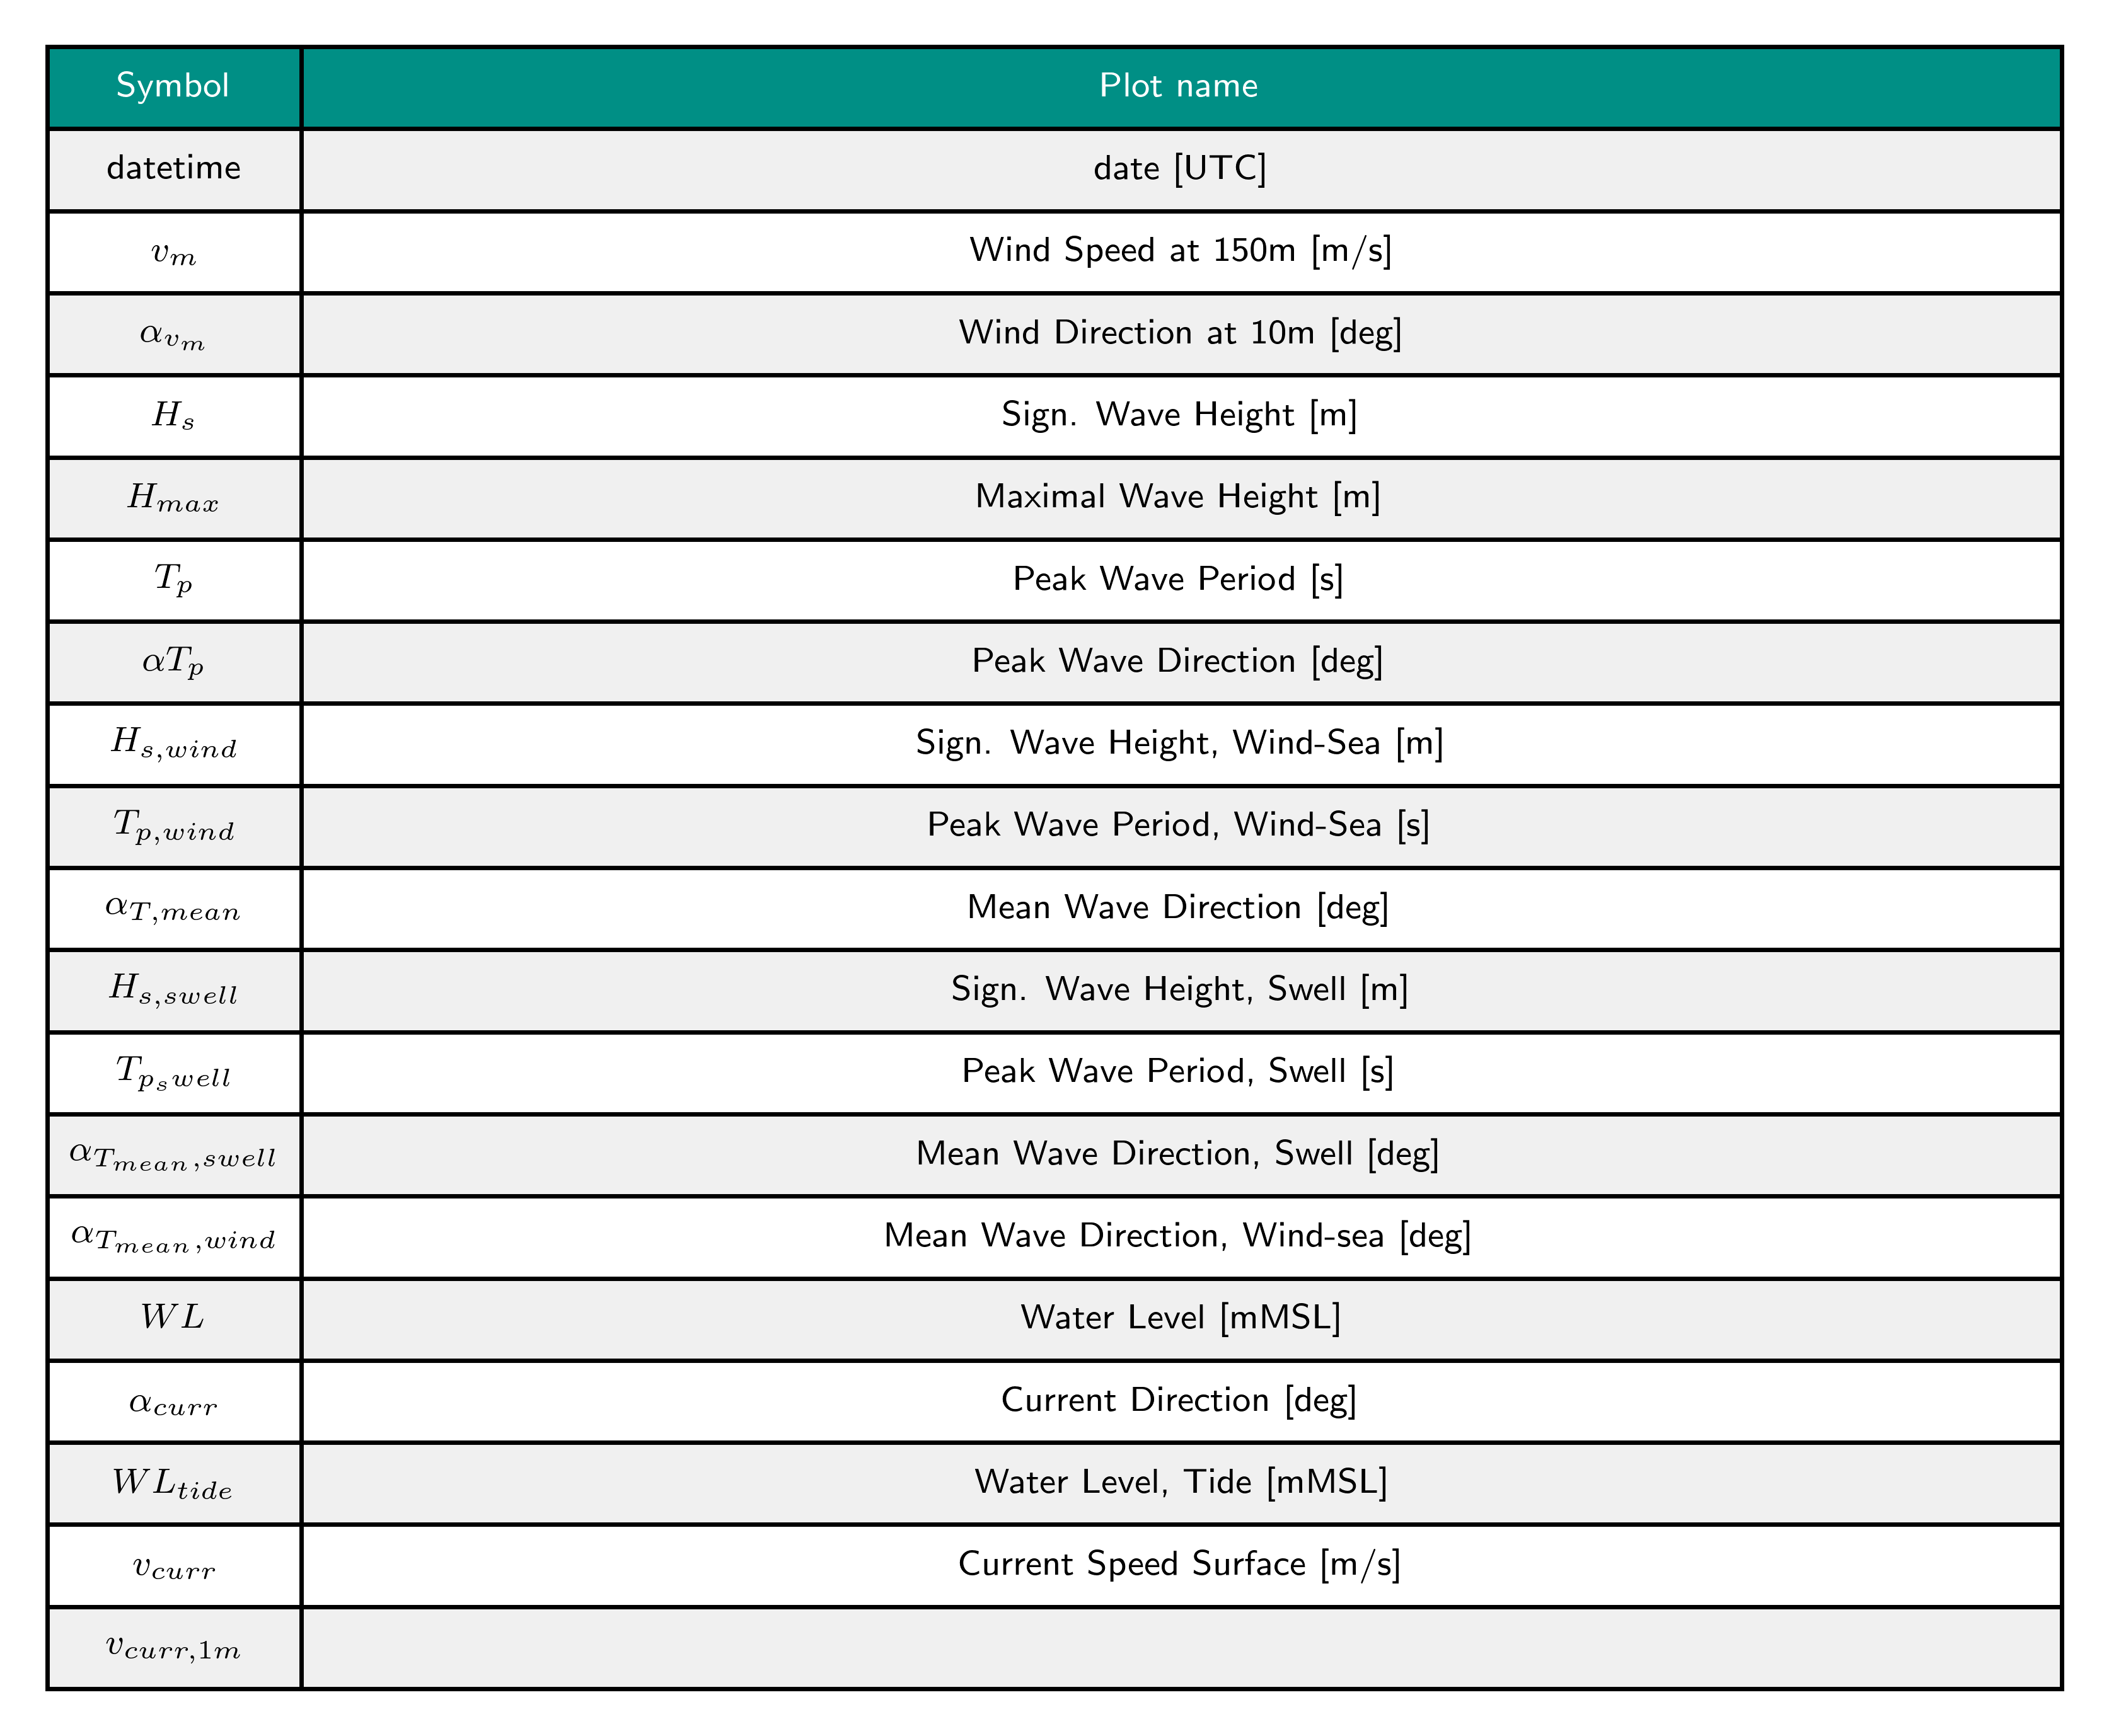 Symbol Plot name
datetime date [UTC]
$v_m$ Wind Speed at 150m [m/s]
$\alpha_{v_m}$ Wind Direction at 10m [deg]
$H_s$ Sign. Wave Height [m]
$H_{max}$ Maximal Wave Height [m]
$T_p$ Peak Wave Period [s]
$\alpha T_p$ Peak Wave Direction [deg]
$H_{s,wind}$ Sign. Wave Height, Wind-Sea [m]
$T_{p,wind}$ Peak Wave Period, Wind-Sea [s]
$\alpha_{T,mean}$ Mean Wave Direction [deg]
$H_{s,swell}$ Sign. Wave Height, Swell [m]
$T_{p_swell}$ Peak Wave Period, Swell [s]
$\alpha_{T_{mean},swell}$ Mean Wave Direction, Swell [deg]
$\alpha_{T_{mean},wind}$ Mean Wave Direction, Wind-sea [deg]
$WL$ Water Level [mMSL]
$\alpha_{curr}$ Current Direction [deg]
$WL_{tide}$ Water Level, Tide [mMSL]
$v_{curr}$ Current Speed Surface [m/s]
$v_{curr,1m}$